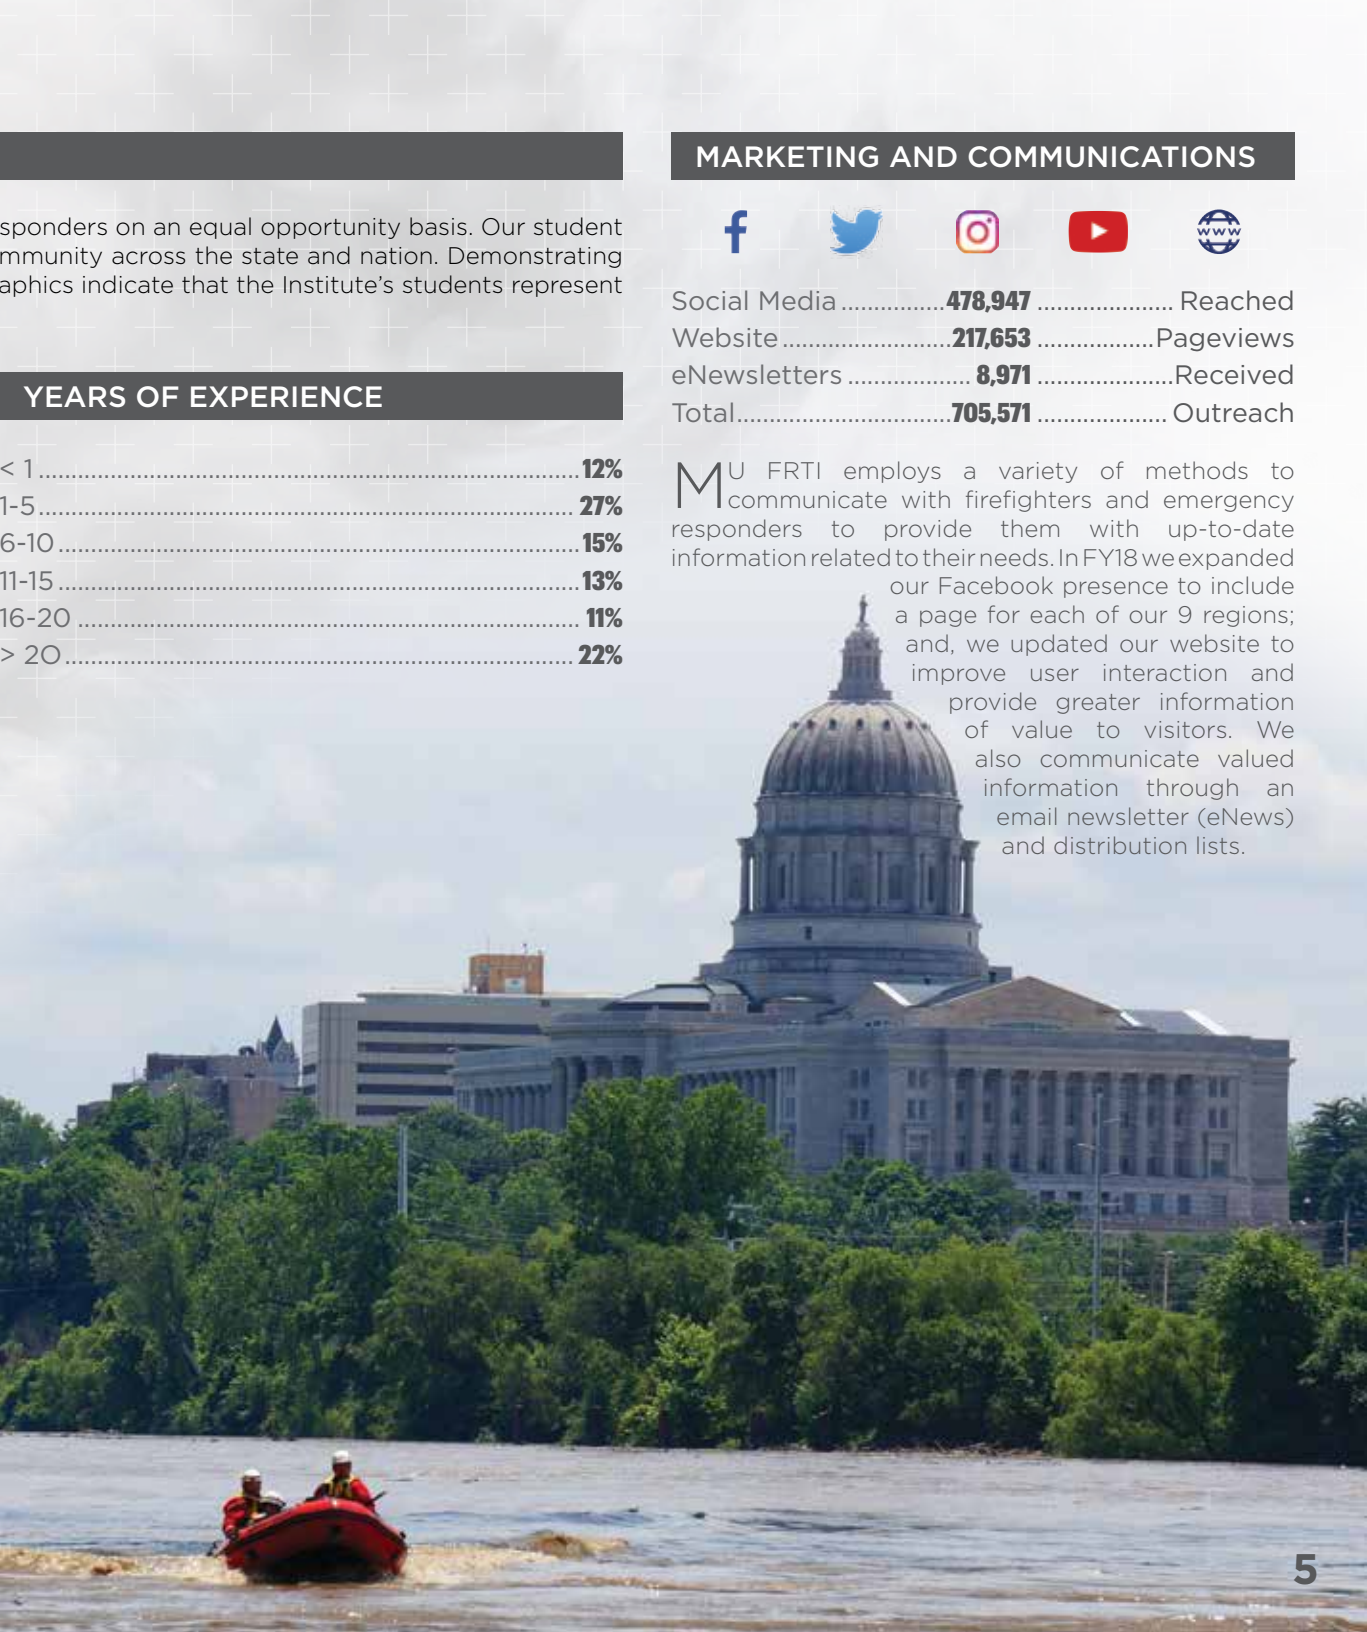 sponders on an equal opportunity basis. Our student
mmunity across the state and nation. Demonstrating
aphics indicate that the Institute's students represent
YEARS OF EXPERIENCE
< 1 12%
1-5 27%
6-10 15%
11-15 13%
16-20 11%
> 20 22%
MARKETING AND COMMUNICATIONS
www
Social Media 478,947 Reached
Website 217,653 Pageviews
eNewsletters 8,971 Received
Total 705,571 Outreach
MU FRTI employs a variety of methods to
communicate with firefighters and emergency
responders to provide them with up-to-date
information related to their needs. In FY18 we expanded
our Facebook presence to include
a page for each of our 9 regions;
and, we updated our website to
improve user interaction and
provide greater information
of value to visitors. We
also communicate valued
information through an
email newsletter (eNews)
and distribution lists.
5